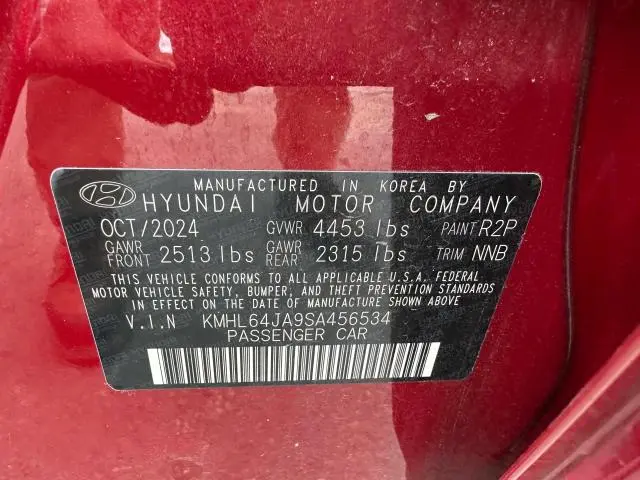 MANUFACTURED IN KOREA BY
HYUNDAI MOTOR COMPANY
OCT/2024 GVWR 4453 lbs PAINT R2P
GAWR FRONT 2513 lbs GAWR REAR 2315 lbs TRIM NNB
THIS VEHICLE CONFORMS TO ALL APPLICABLE U.S.A. FEDERAL
MOTOR VEHICLE SAFETY, BUMPER, AND THEFT PREVENTION STANDARDS
IN EFFECT ON THE DATE OF MANUFACTURE SHOWN ABOVE
V.I.N KMHL64JA9SA456534
PASSENGER CAR